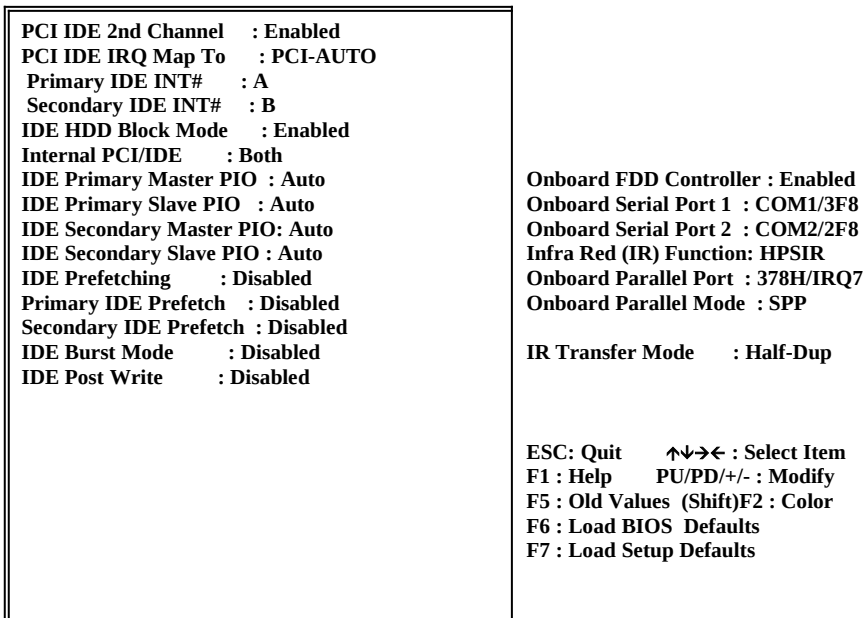 PCI IDE 2nd Channel : Enabled
PCI IDE IRQ Map To : PCI-AUTO
Primary IDE INT# : A
Secondary IDE INT# : B
IDE HDD Block Mode : Enabled
Internal PCI/IDE : Both
IDE Primary Master PIO : Auto
IDE Primary Slave PIO : Auto
IDE Secondary Master PIO: Auto
IDE Secondary Slave PIO : Auto
IDE Prefetching : Disabled
Primary IDE Prefetch : Disabled
Secondary IDE Prefetch : Disabled
IDE Burst Mode : Disabled
IDE Post Write : Disabled
Onboard FDD Controller : Enabled
Onboard Serial Port 1 : COM1/3F8
Onboard Serial Port 2 : COM2/2F8
Infra Red (IR) Function: HPSIR
Onboard Parallel Port : 378H/IRQ7
Onboard Parallel Mode : SPP
IR Transfer Mode : Half-Dup
ESC: Quit ↑↓→← : Select Item
F1 : Help PU/PD/+/- : Modify
F5 : Old Values (Shift)F2 : Color
F6 : Load BIOS Defaults
F7 : Load Setup Defaults